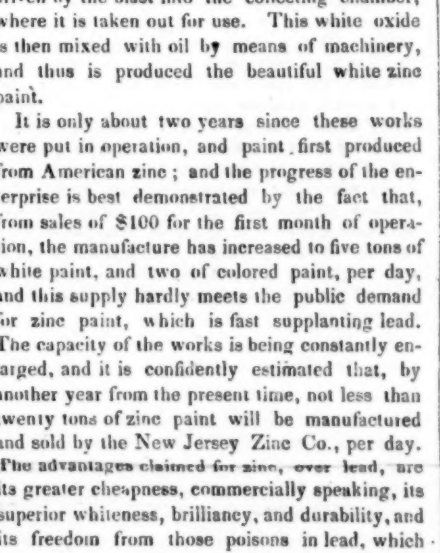 driven by the blast into the collecting chamber,
where it is taken out for use. This white oxide
s then mixed with oil by means of machinery,
and thus is produced the beautiful white zinc
paint.
It is only about two years since these works
were put in operation, and paint first produced
from American zinc ; and the progress of the en-
erprise is best demonstrated by the fact that,
from sales of $100 for the first month of opera-
ion, the manufacture has increased to five tons of
white paint, and two of colored paint, per day,
and this supply hardly meets the public demand
for zinc paint, which is fast supplanting lead.
The capacity of the works is being constantly en-
arged, and it is confidently estimated that, by
another year from the present time, not less than
twenty tons of zinc paint will be manufactured
and sold by the New Jersey Zinc Co., per day.
The advantages claimed for zinc, over lead, are
its greater cheapness, commercially speaking, its
superior whiteness, brilliancy, and durability, and
its freedom from those poisons in lead, which